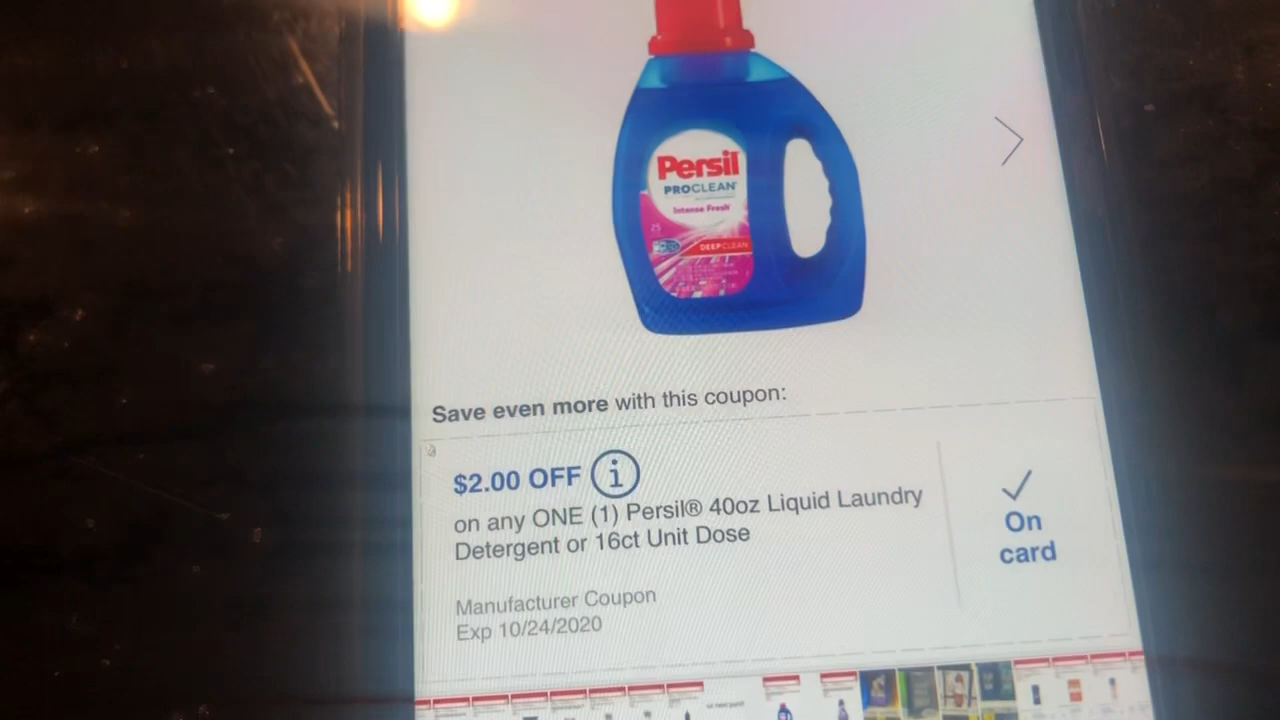 Persil
PROCLEAN
Intense Fresh
25
DEEP CLEAN
Save even more with this coupon:
$2.00 OFF i
on any ONE (1) Persil® 40oz Liquid Laundry
Detergent or 16ct Unit Dose
On
card
Manufacturer Coupon
Exp 10/24/2020